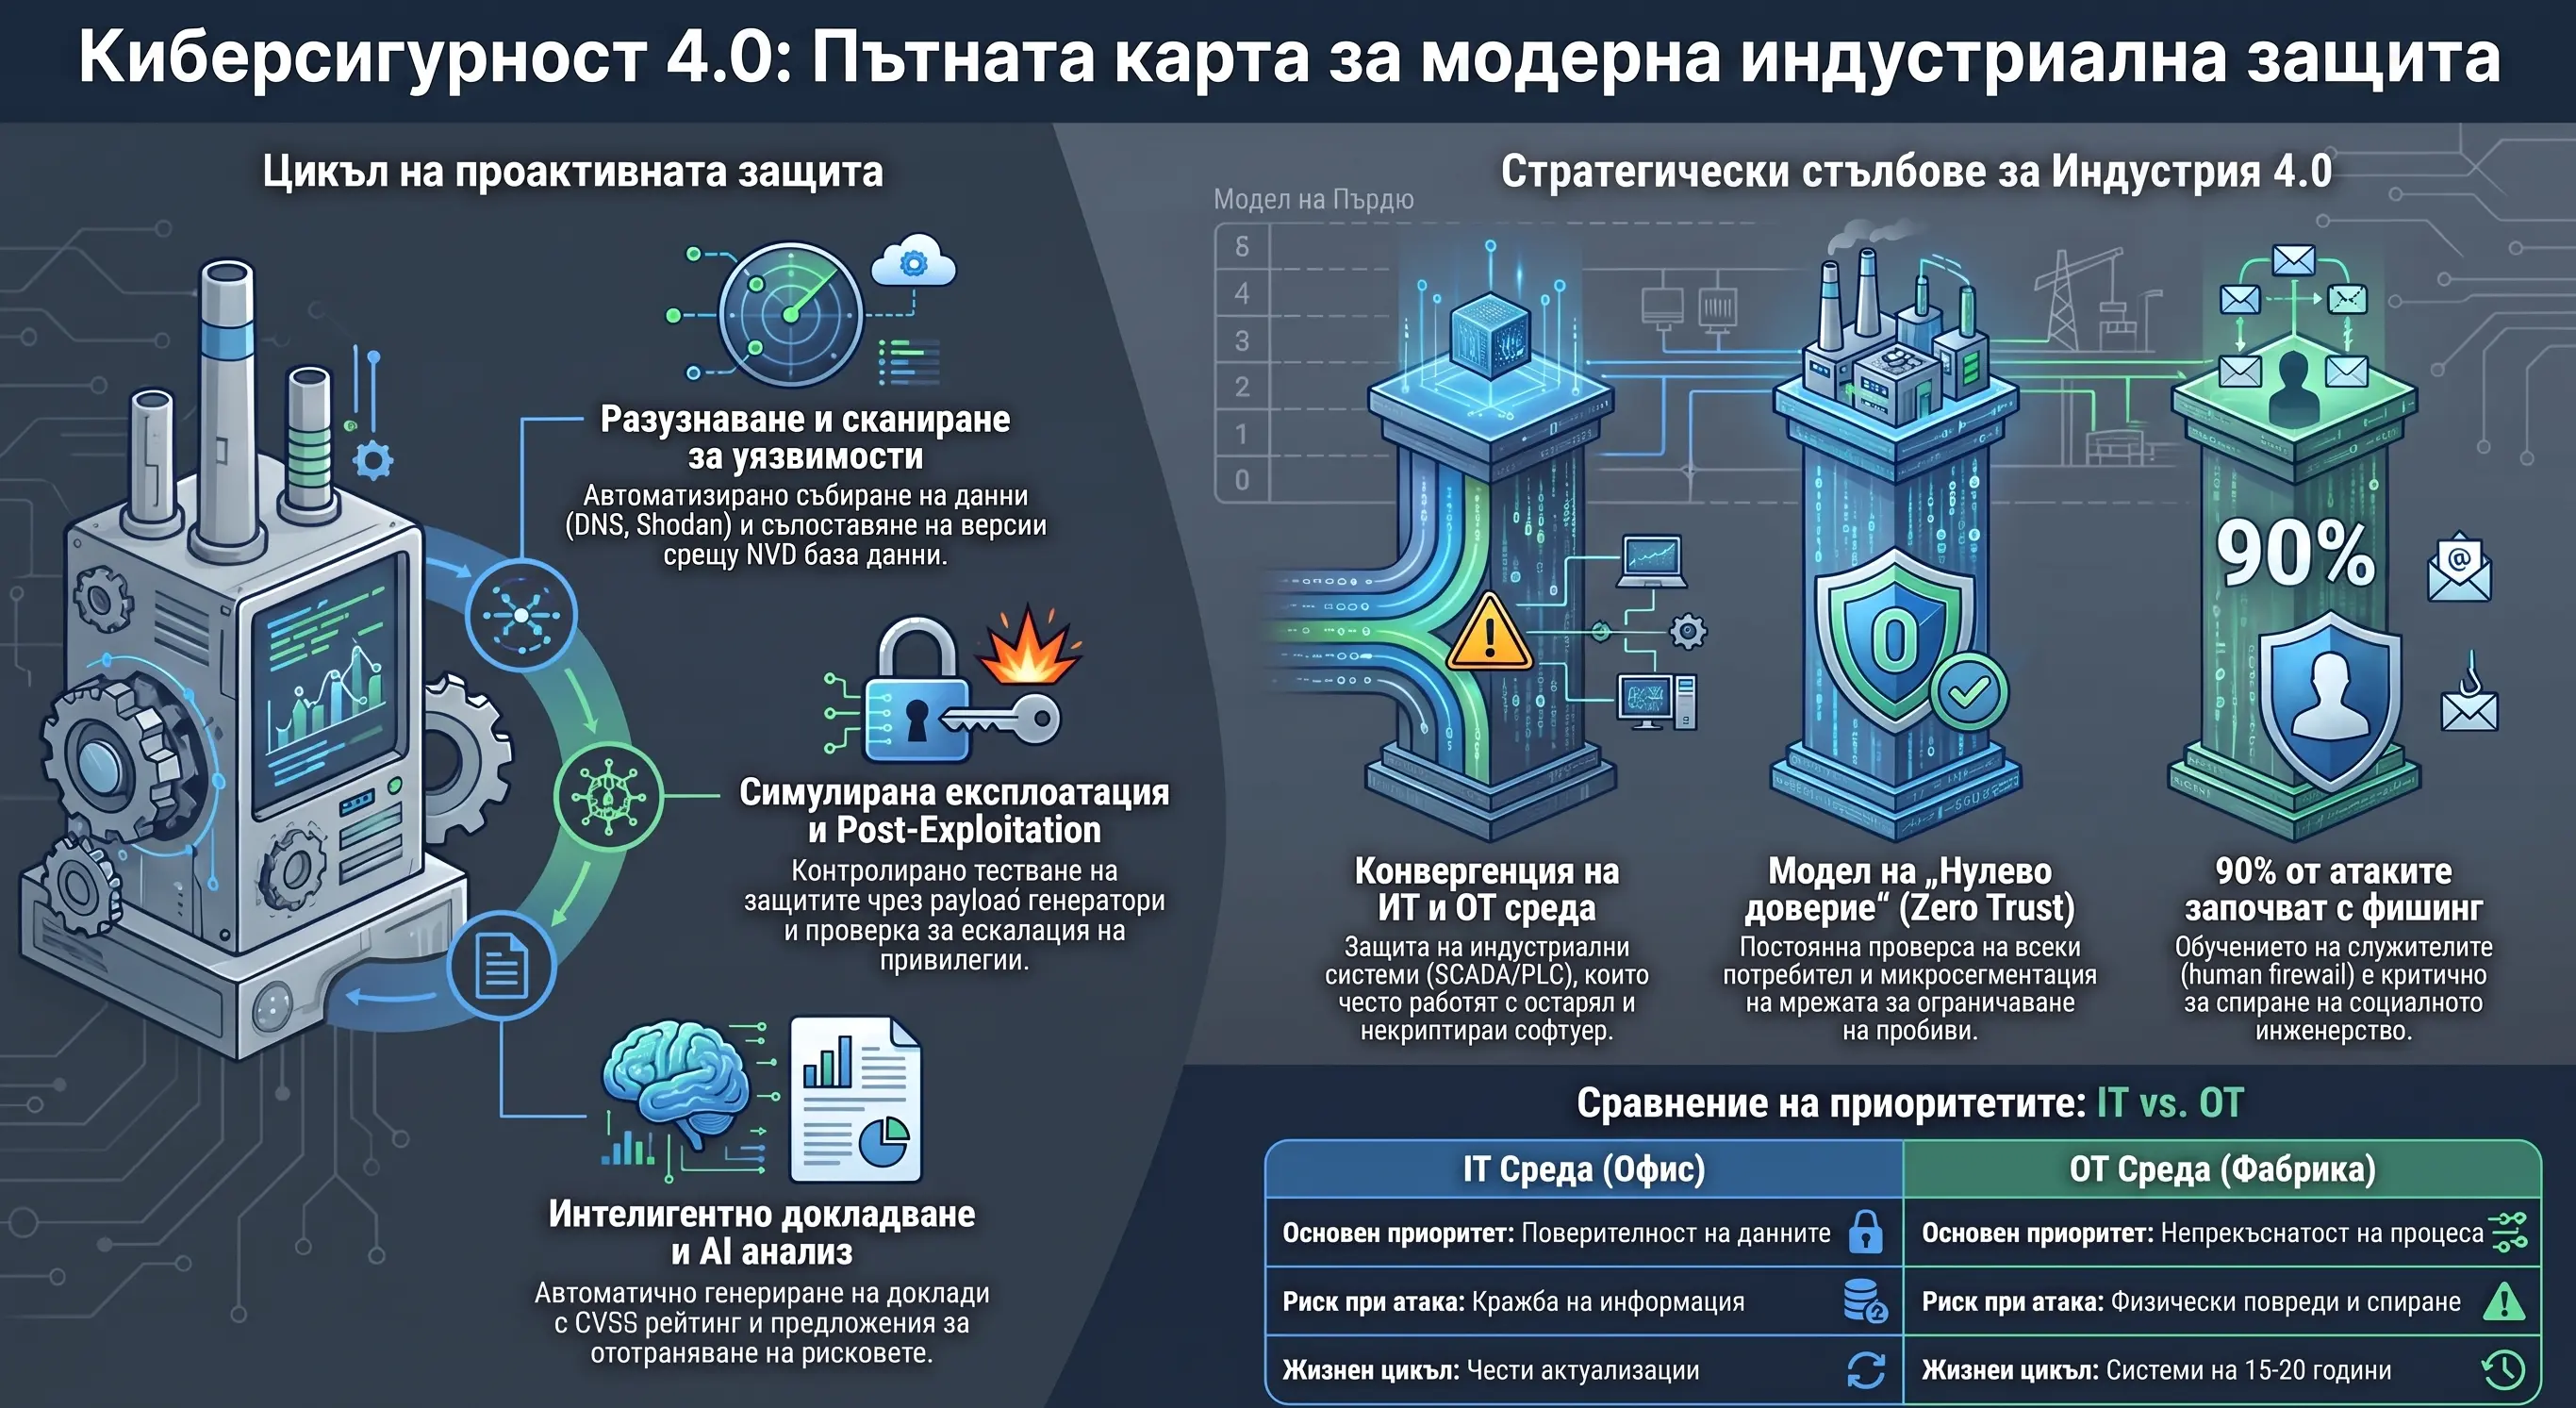 Киберсигурност 4.0: Пътната карта за модерна индустриална защита
Цикъл на проактивната защита
Разузнаване и сканиране
за уязвимости
Автоматизирано събиране на данни
(DNS, Shodan) и сълоставяне на версии
срещу NVD база данни.
Симулирана експлоатация
и Post-Exploitation
Контролирано тестване на
защитите чрез payloaó генератори
и проверка за ескалация на
привилегии.
Интелигентно докладване
и AI анализ
Автоматично генериране на доклади
с CVSS рейтинг и предложения за
ототраняване на рисковете.
Стратегически стълбове за Индустрия 4.0
Модел на Пърдю
4
3
2
1
0
0
90%
@
Конвергенция на
ИТ и ОТ среда
Защита на индустриални
системи (SCADA/PLC), които
често работят с остарял и
некриптираи софтуер.
Модел на „Нулево
доверие“ (Zero Trust)
Постоянна проверса на всеки
потребител и микросегментация
на мрежата за ограничаване
на пробиви.
90% от атаките
започват с фишинг
Обучението на служителите
(human firewail) е критично
за спиране на социалното
инженерство.
Сравнение на приоритетите: IT vs. OT
IT Среда (Офис)
Основен приоритет: Поверителност на данните
Риск при атака: Кражба на информация
Жизнен цикъл: Чести актуализации
OT Среда (Фабрика)
Основен приоритет: Непрекъснатост на процеса
Риск при атака: Физически повреди и спиране
Жизнеи цикъл: Системи на 15-20 години